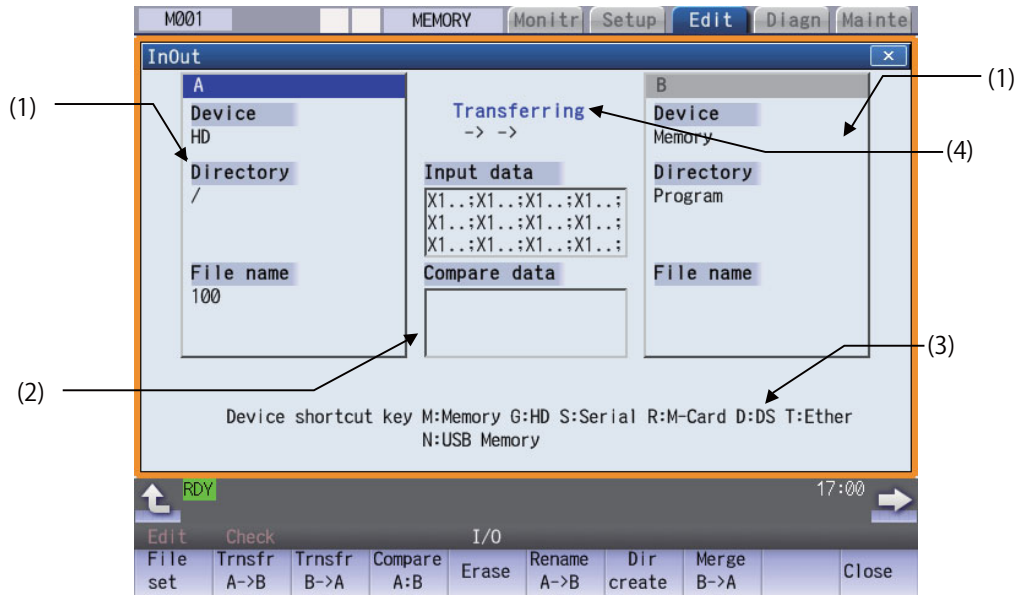 M001 MEMORY Monitr Setup Edit Diagn Mainte
InOut ×
A
Device
HD
Directory
/
File name
100
Transferring
-> ->
Input data
X1..;X1..;X1..;X1..;
X1..;X1..;X1..;X1..;
X1..;X1..;X1..;X1..;
Compare data
B
Device
Memory
Directory
Program
File name
(1)
(2)
(1)
(4)
(3)
Device shortcut key M:Memory G:HD S:Serial R:M-Card D:DS T:Ether
N:USB Memory
RDY 17:00
Edit Check I/O
File set
Trnsfr A->B
Trnsfr B->A
Compare A:B
Erase
Rename A->B
Dir create
Merge B->A
Close